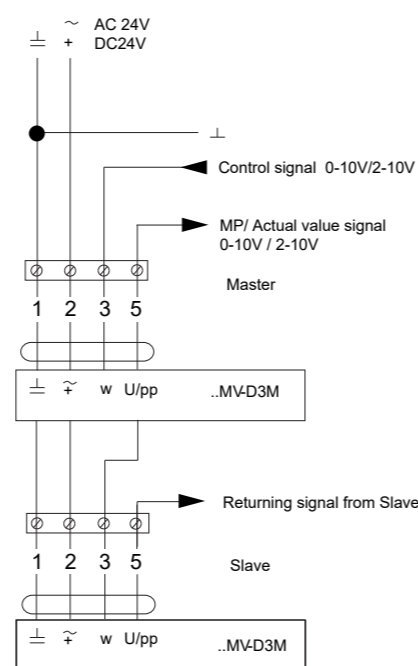 ~ AC 24V
⊥ + DC24V
⊥
Control signal 0-10V/2-10V
MP/ Actual value signal
0-10V / 2-10V
Master
1 2 3 5
⊥ ~+ w U/pp ..MV-D3M
Returning signal from Slave
1 2 3 5
Slave
⊥ ~+ w U/pp ..MV-D3M